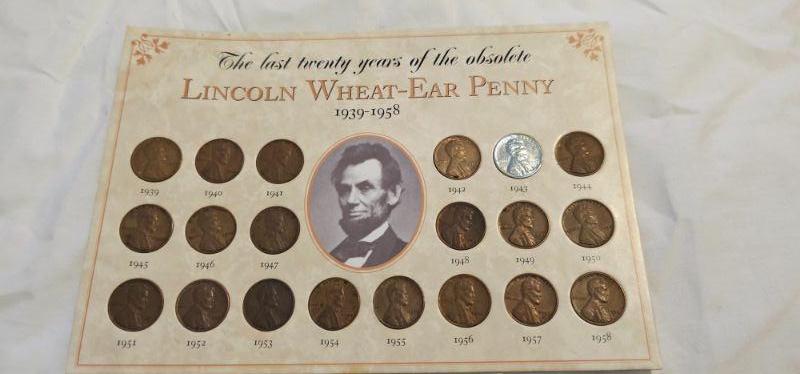 The last twenty years of the obsolete
LINCOLN WHEAT-EAR PENNY
1939-1958
1939 1940 1941 1942 1943 1944
1945 1946 1947 1948 1949 1950
1951 1952 1953 1954 1955 1956 1957 1958